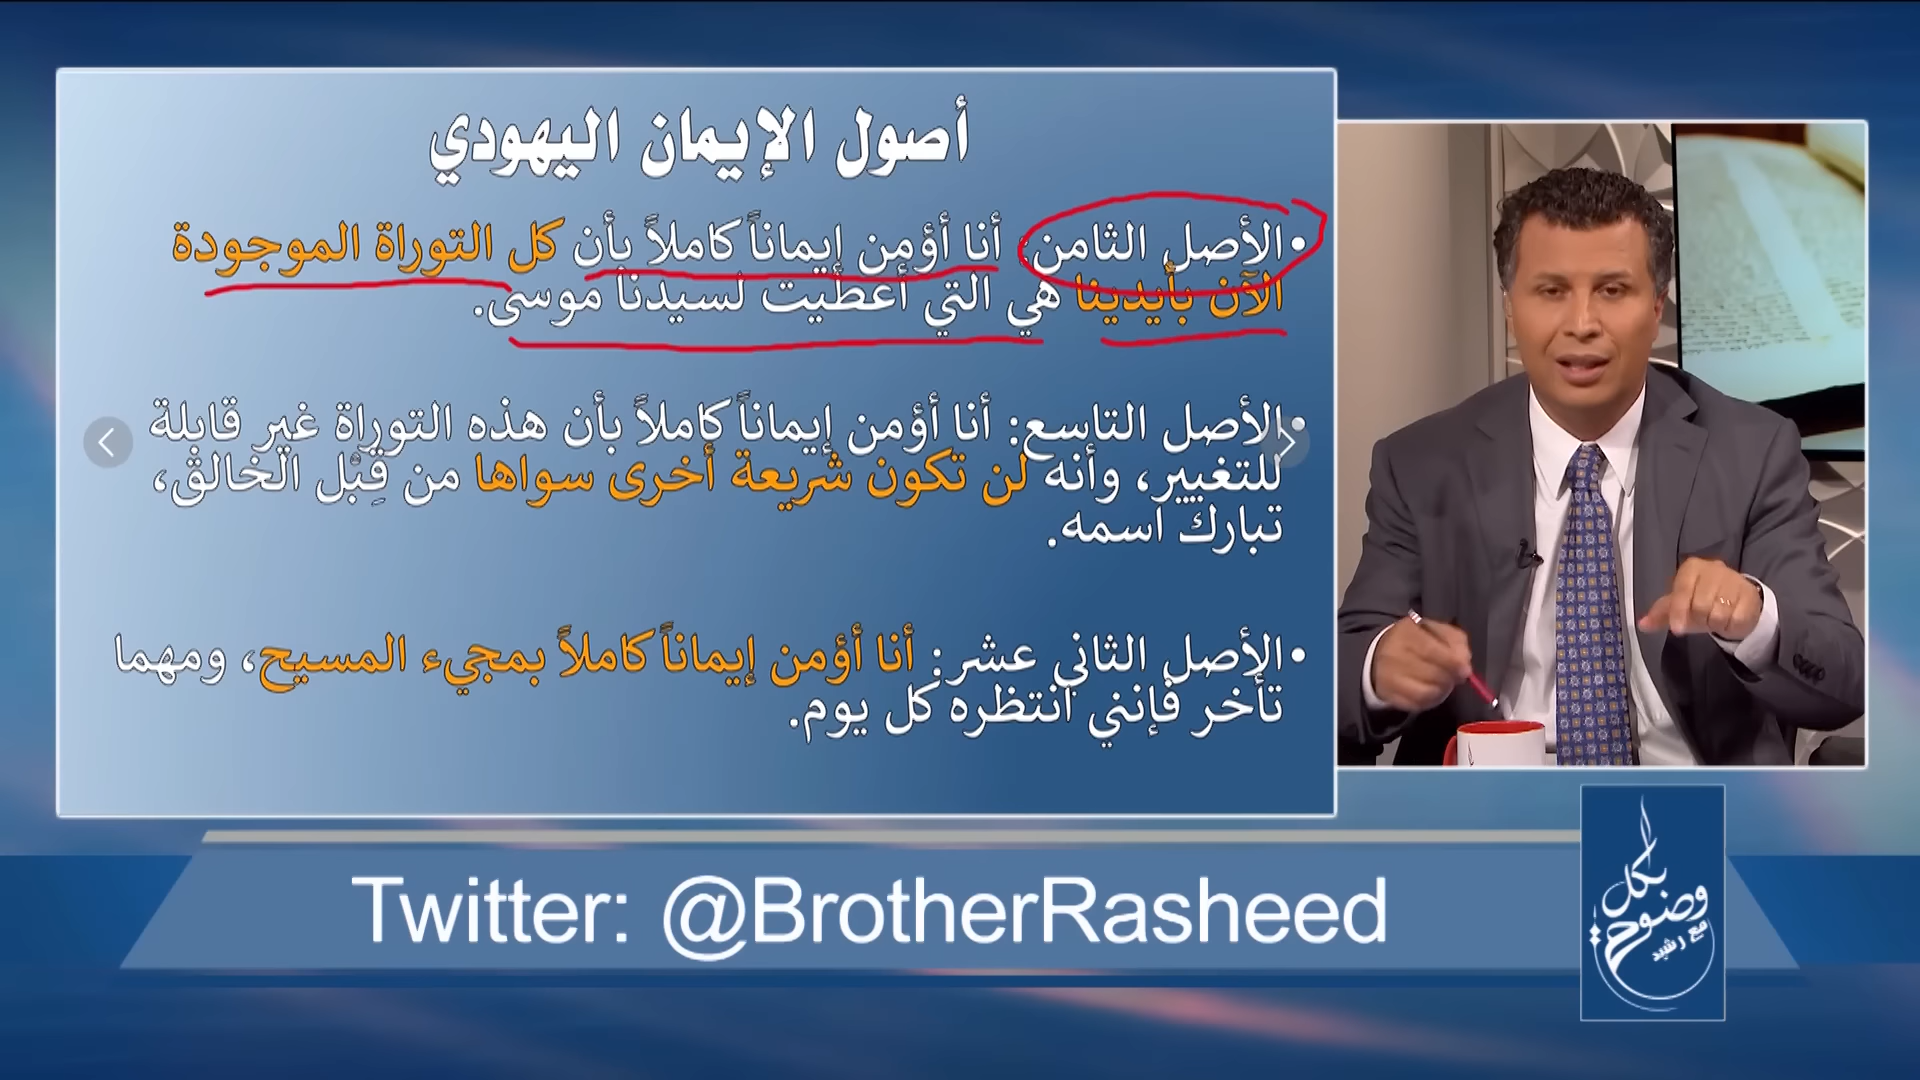 أصول الإيمان اليهودي
•الأصل الثامن: أنا أؤمن إيماناً كاملاً بأن كل التوراة الموجودة
الآن بأيدينا هي التي أعطيت لسيدنا موسى.
•الأصل التاسع: أنا أؤمن إيماناً كاملاً بأن هذه التوراة غير قابلة
للتغيير، وأنه لن تكون شريعة أخرى سواها من قِبْل الخالق،
تبارك اسمه.
•الأصل الثاني عشر: أنا أؤمن إيماناً كاملاً بمجيء المسيح، ومهما
تأخر فإنني انتظره كل يوم.
Twitter: @BrotherRasheed
بكل
وضوح
مع رشيد